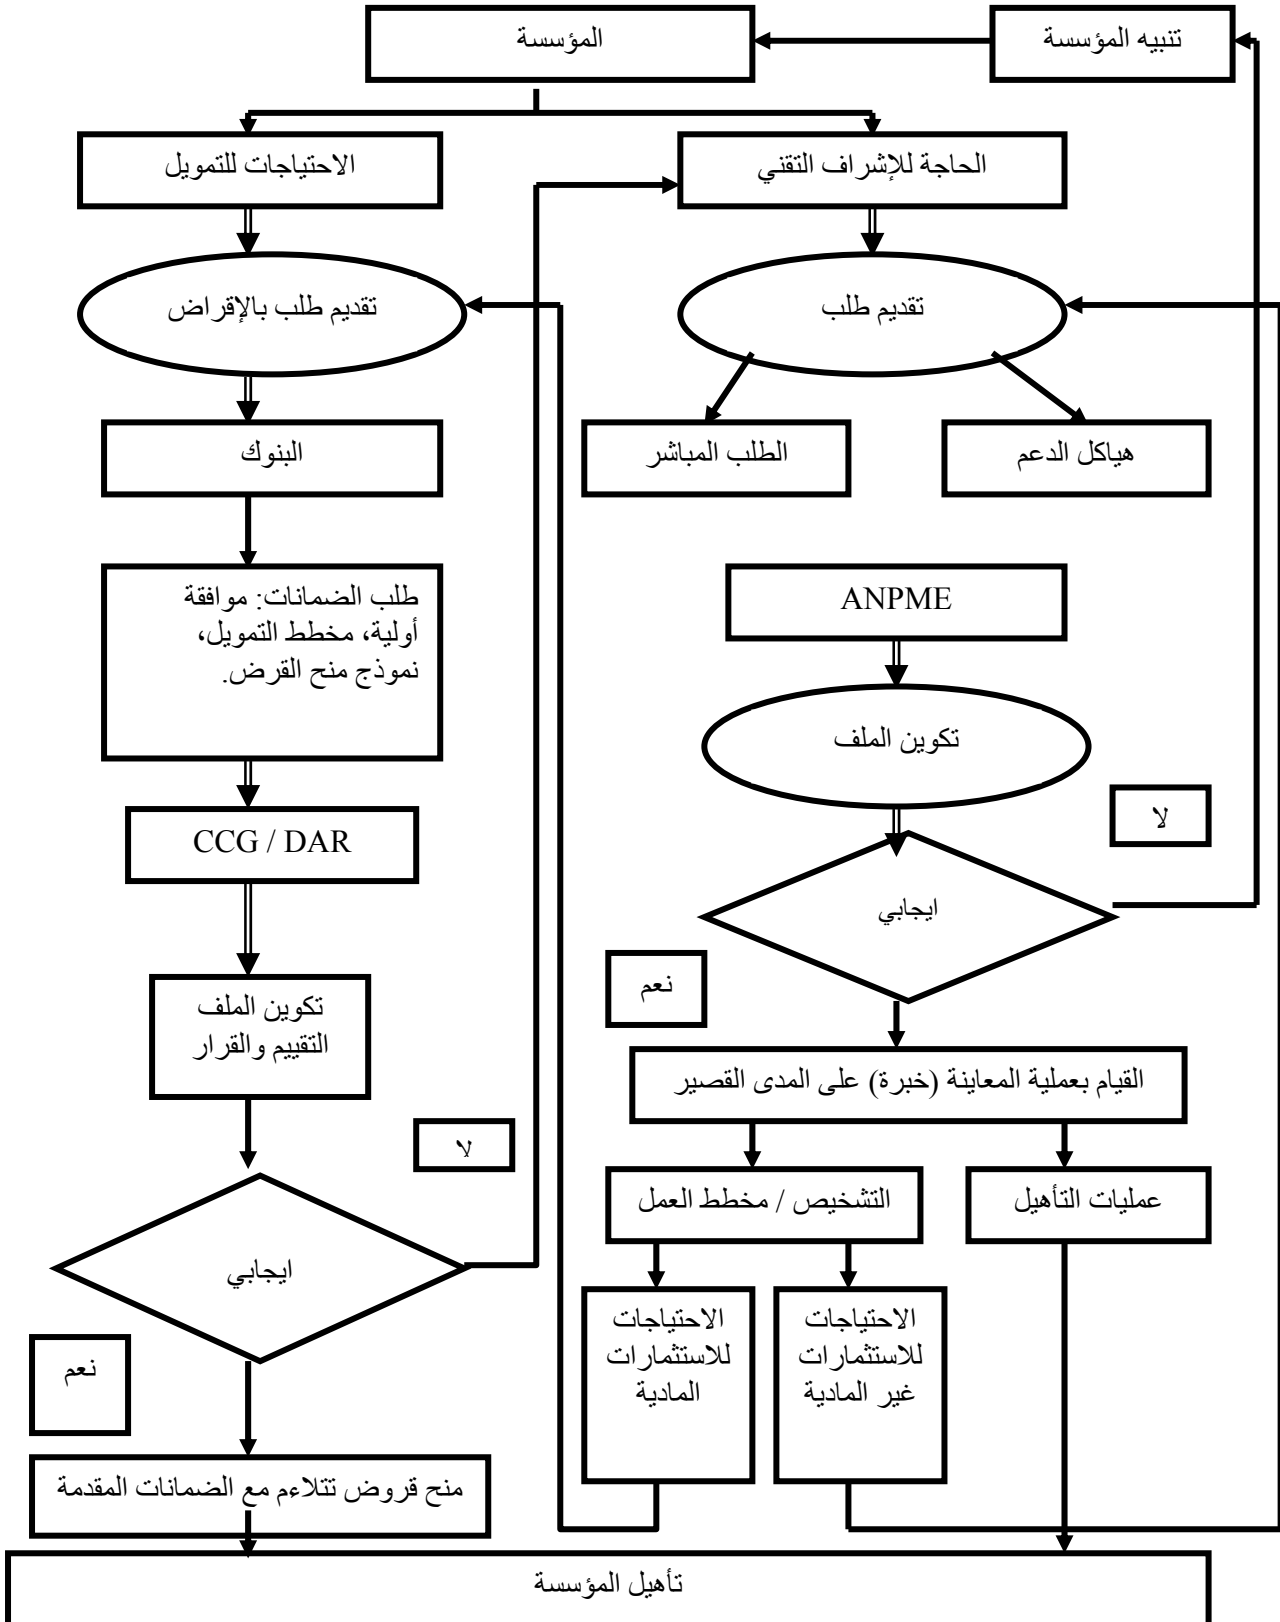 تنبيه المؤسسة
المؤسسة
الحاجة للإشراف التقني
الاحتياجات للتمويل
تقديم طلب
تقديم طلب بالإقراض
هياكل الدعم
الطلب المباشر
البنوك
ANPME
طلب الضمانات: موافقة
أولية، مخطط التمويل،
نموذج منح القرض.
تكوين الملف
لا
CCG / DAR
ايجابي
نعم
تكوين الملف
التقييم والقرار
القيام بعملية المعاينة (خبرة) على المدى القصير
لا
عمليات التأهيل
التشخيص / مخطط العمل
ايجابي
الاحتياجات
للاستثمارات
غير المادية
الاحتياجات
للاستثمارات
المادية
نعم
منح قروض تتلاءم مع الضمانات المقدمة
تأهيل المؤسسة